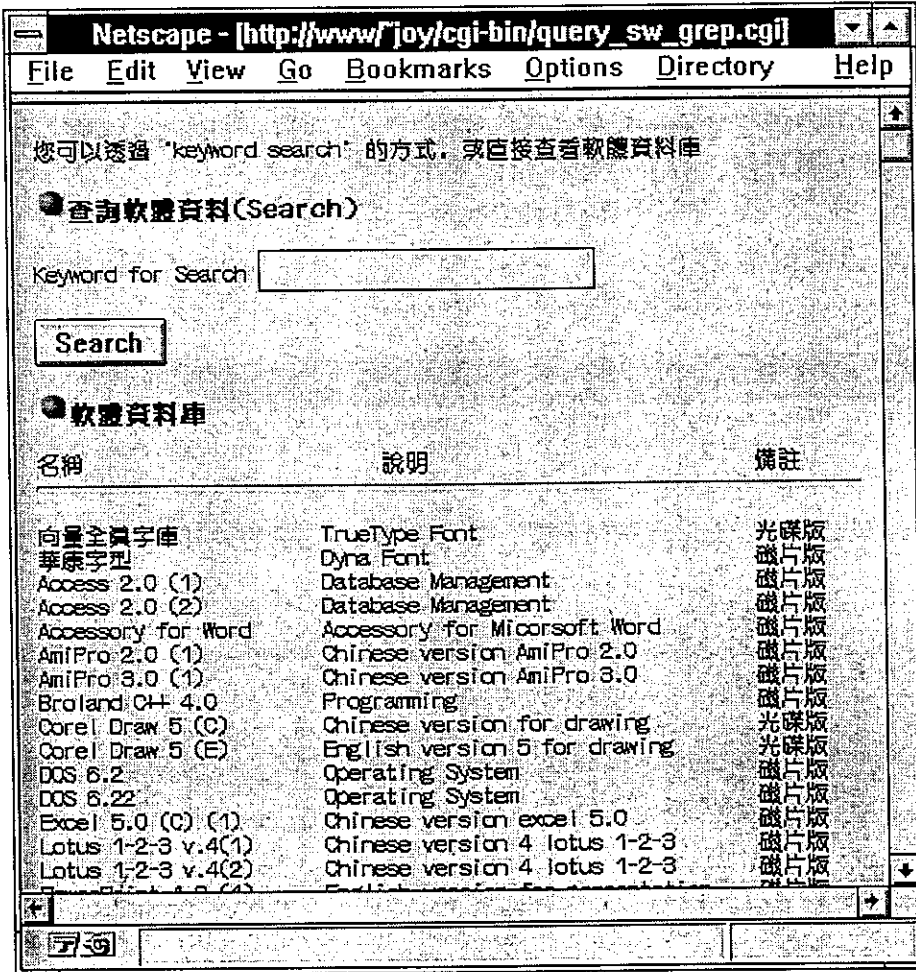 Netscape - [http://www/~joy/cgi-bin/query_sw_grep.cgi]
File Edit View Go Bookmarks Options Directory Help
您可以透過 "keyword search" 的方式, 或直接查看軟體資料庫
查詢軟體資料(Search)
Keyword for Search
Search
軟體資料庫
名稱 說明 備註
向量全真字庫 TrueType Font 光碟版
華康字型 Dyna Font 磁片版
Access 2.0 (1) Database Management 磁片版
Access 2.0 (2) Database Management 磁片版
Accessory for Word Accessory for Micorsoft Word 磁片版
AmiPro 2.0 (1) Chinese version AmiPro 2.0 磁片版
AmiPro 3.0 (1) Chinese version AmiPro 3.0 磁片版
Broland C++ 4.0 Programming 磁片版
Corel Draw 5 (C) Chinese version for drawing 光碟版
Corel Draw 5 (E) English version 5 for drawing 光碟版
DOS 6.2 Operating System 磁片版
DOS 6.22 Operating System 磁片版
Excel 5.0 (C) (1) Chinese version excel 5.0 磁片版
Lotus 1-2-3 v.4(1) Chinese version 4 lotus 1-2-3 磁片版
Lotus 1-2-3 v.4(2) Chinese version 4 lotus 1-2-3 磁片版